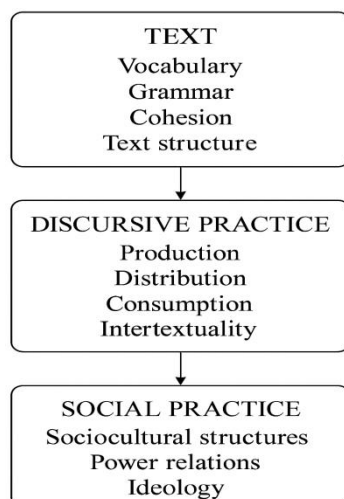 TEXT
Vocabulary
Grammar
Cohesion
Text structure
DISCURSIVE PRACTICE
Production
Distribution
Consumption
Intertextuality
SOCIAL PRACTICE
Sociocultural structures
Power relations
Ideology